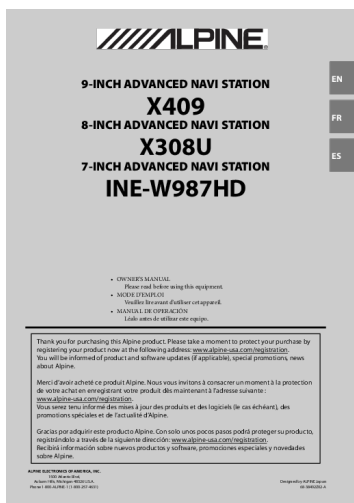 ALPINE
9-INCH ADVANCED NAVI STATION
X409
8-INCH ADVANCED NAVI STATION
X308U
7-INCH ADVANCED NAVI STATION
INE-W987HD
EN
FR
ES
• OWNER'S MANUAL
Please read before using this equipment.
• MODE D'EMPLOI
Veuillez lire avant d'utiliser cet appareil.
• MANUAL DE OPERACIÓN
Léalo antes de utilizar este equipo.
Thank you for purchasing this Alpine product. Please take a moment to protect your purchase by
registering your product now at the following address: www.alpine-usa.com/registration.
You will be informed of product and software updates (if applicable), special promotions, news
about Alpine.
Merci d'avoir acheté ce produit Alpine. Nous vous invitons à consacrer un moment à la protection
de votre achat en enregistrant votre produit dès maintenant à l'adresse suivante :
www.alpine-usa.com/registration.
Vous serez tenu informé des mises à jour des produits et des logiciels (le cas échéant), des
promotions spéciales et de l'actualité d'Alpine.
Gracias por adquirir este producto Alpine. Con solo unos pocos pasos podrá proteger su producto,
registrándolo a través de la siguiente dirección: www.alpine-usa.com/registration.
Recibirá información sobre nuevos productos y software, promociones especiales y novedades
sobre Alpine.
ALPINE ELECTRONICS OF AMERICA, INC.
Phone 1-800-ALPINE-1 (1-800-257-4631)
Designed by ALPINE Japan